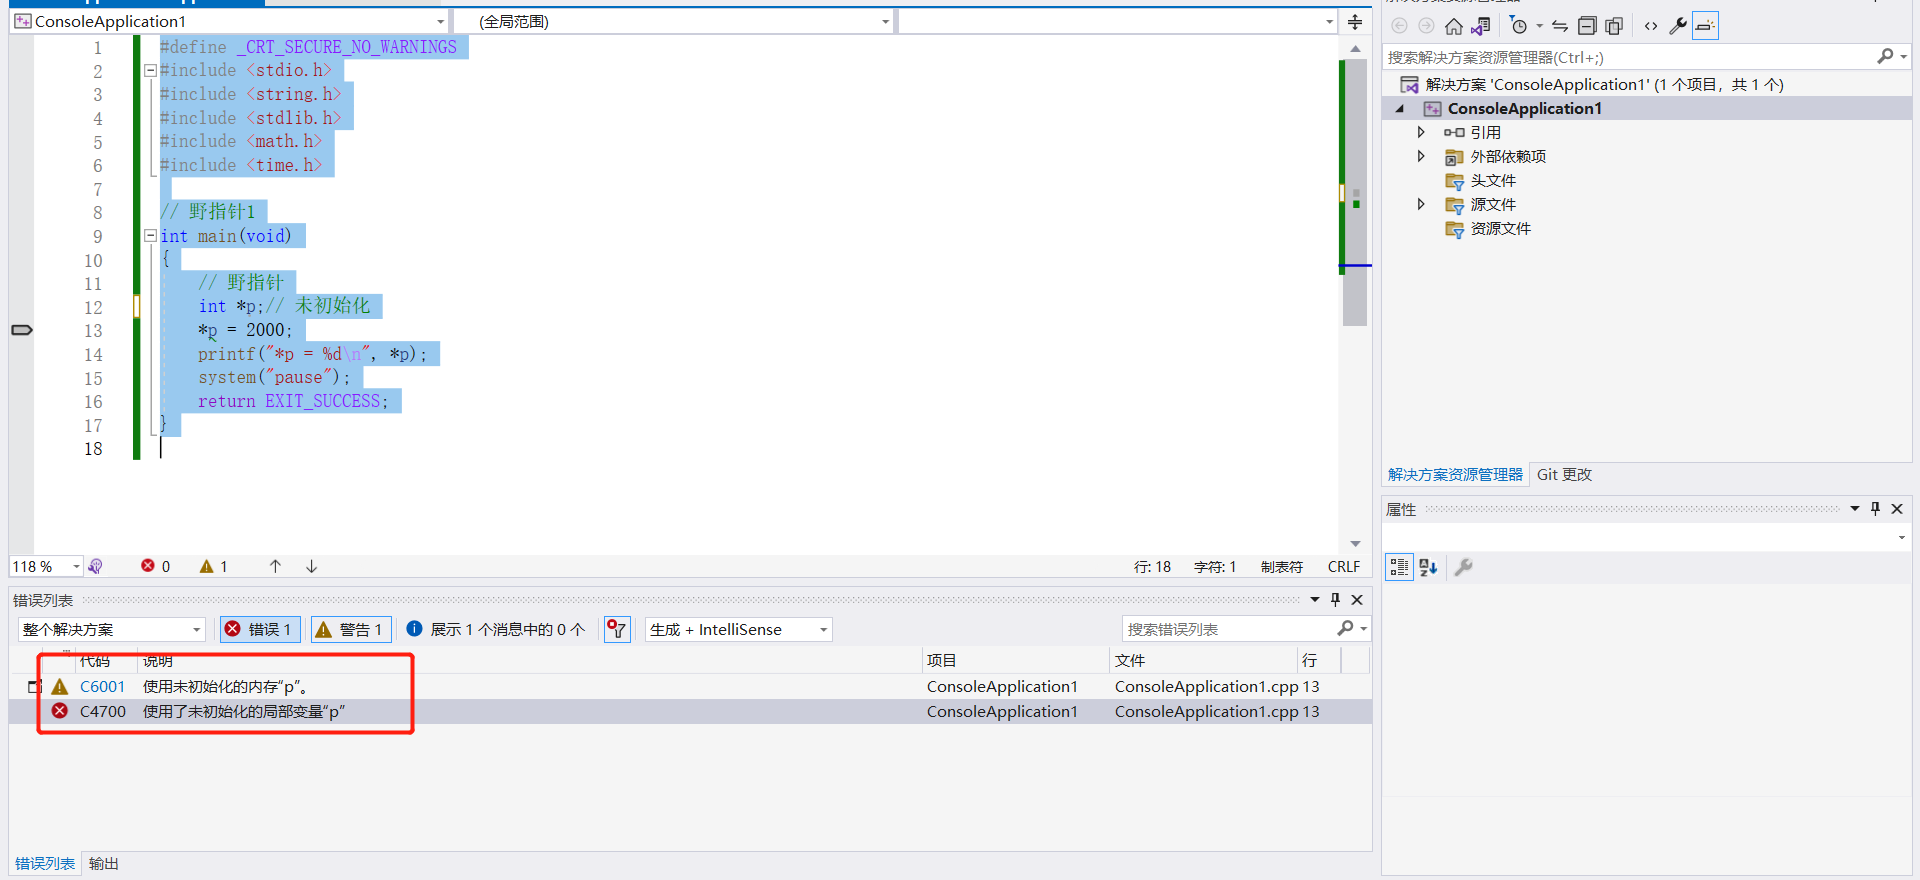 ConsoleApplication1
(全局范围)
1 #define _CRT_SECURE_NO_WARNINGS
2 #include <stdio.h>
3 #include <string.h>
4 #include <stdlib.h>
5 #include <math.h>
6 #include <time.h>
7
8 // 野指针1
9 int main(void)
10 {
11 // 野指针
12 int *p;// 未初始化
13 *p = 2000;
14 printf("*p = %d\n", *p);
15 system("pause");
16 return EXIT_SUCCESS;
17 }
18
118 %
0
1
行: 18
字符: 1
制表符
CRLF
错误列表
整个解决方案
错误 1
警告 1
展示 1 个消息中的 0 个
生成 + IntelliSense
搜索错误列表
代码 说明 项目 文件 行
C6001 使用未初始化的内存“p”。 ConsoleApplication1 ConsoleApplication1.cpp 13
C4700 使用了未初始化的局部变量“p” ConsoleApplication1 ConsoleApplication1.cpp 13
错误列表 输出
搜索解决方案资源管理器(Ctrl+;)
解决方案 'ConsoleApplication1' (1 个项目，共 1 个)
ConsoleApplication1
引用
外部依赖项
头文件
源文件
资源文件
解决方案资源管理器 Git 更改
属性